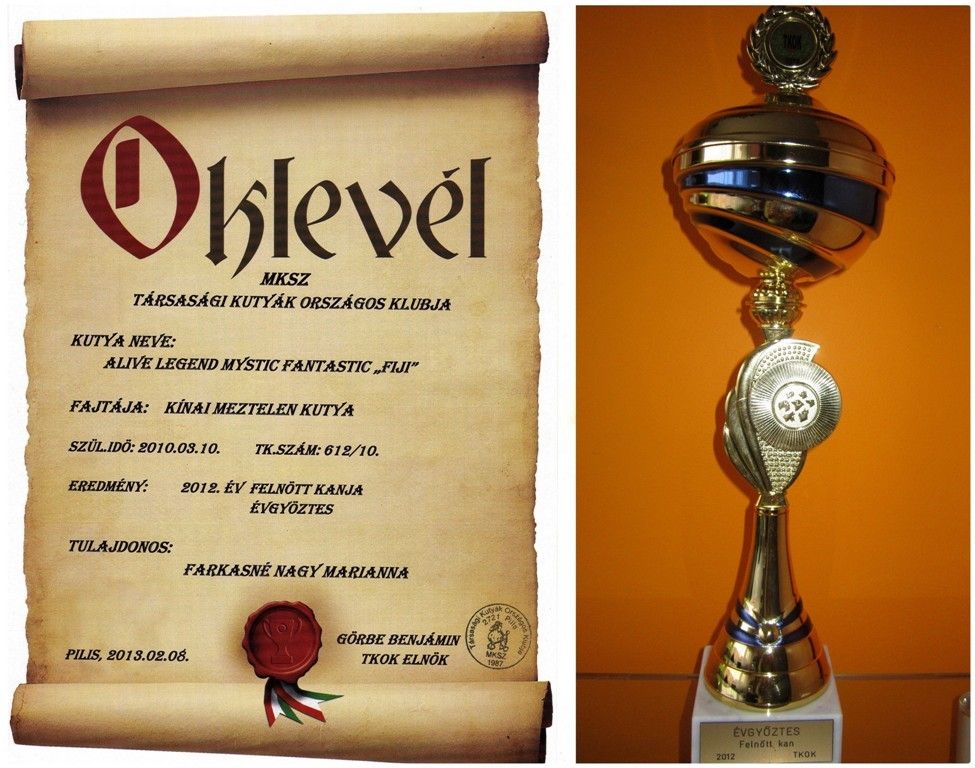 Oklevél
MKSZ
TÁRSASÁGI KUTYÁK ORSZÁGOS KLUBJA
KUTYA NEVE:
ALIVE LEGEND MYSTIC FANTASTIC „FIJI”
FAJTÁJA: KÍNAI MEZTELEN KUTYA
SZÜL.IDŐ: 2010.03.10. TK.SZÁM: 612/10.
EREDMÉNY: 2012. ÉV FELNŐTT KANJA
ÉVGYŐZTES
TULAJDONOS:
FARKASNÉ NAGY MARIANNA
PILIS, 2013.02.08.
GÖRBE BENJÁMIN
TKOK ELNÖK
Társasági Kutyák Országos Klubja
2721 Pilis
MKSZ
1987
TKOK
ÉVGYŐZTES
Felnőtt kan
2012 TKOK